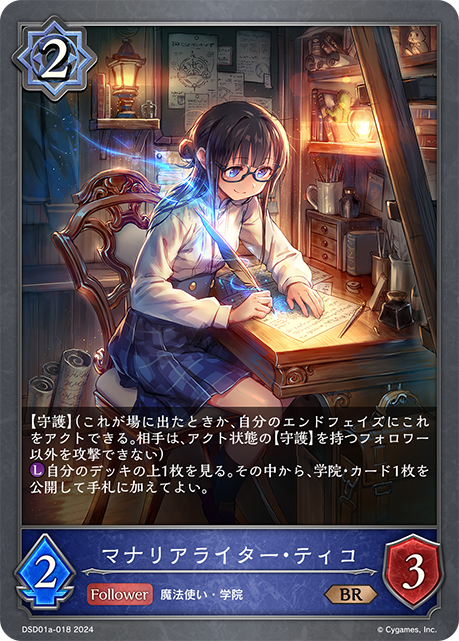 2
【守護】(これが場に出たときか、自分のエンドフェイズにこれ
をアクトできる。相手は、アクト状態の【守護】を持つフォロワー
以外を攻撃できない)
L 自分のデッキの上1枚を見る。その中から、学院・カード1枚を
公開して手札に加えてよい。
マナリアライター・ティコ
2
Follower 魔法使い・学院 BR
3
DSD01a-018 2024 © Cygames, Inc.